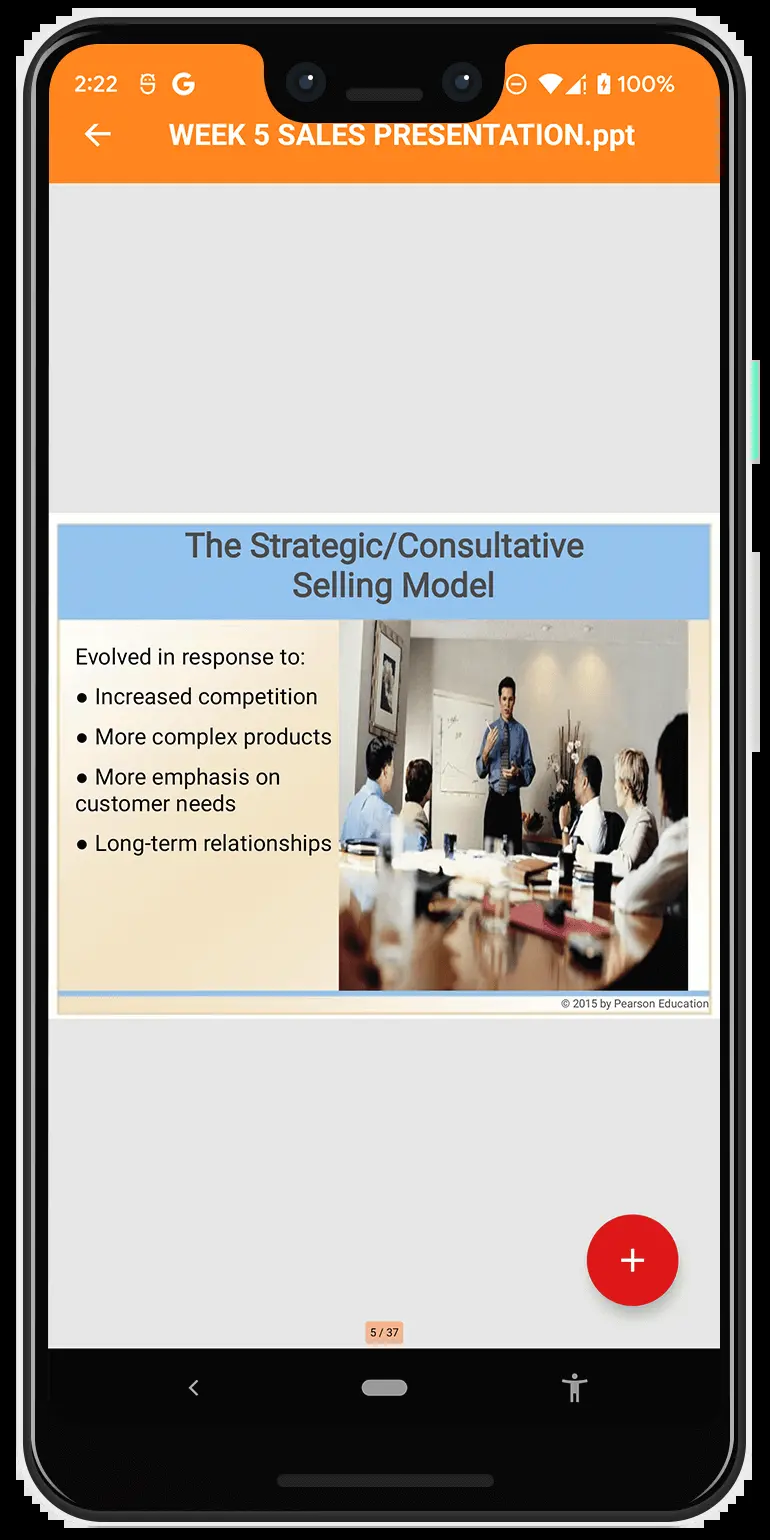 2:22 G 100%
WEEK 5 SALES PRESENTATION.ppt
The Strategic/Consultative
Selling Model
Evolved in response to:
● Increased competition
● More complex products
● More emphasis on
customer needs
● Long-term relationships
© 2015 by Pearson Education
5 / 37